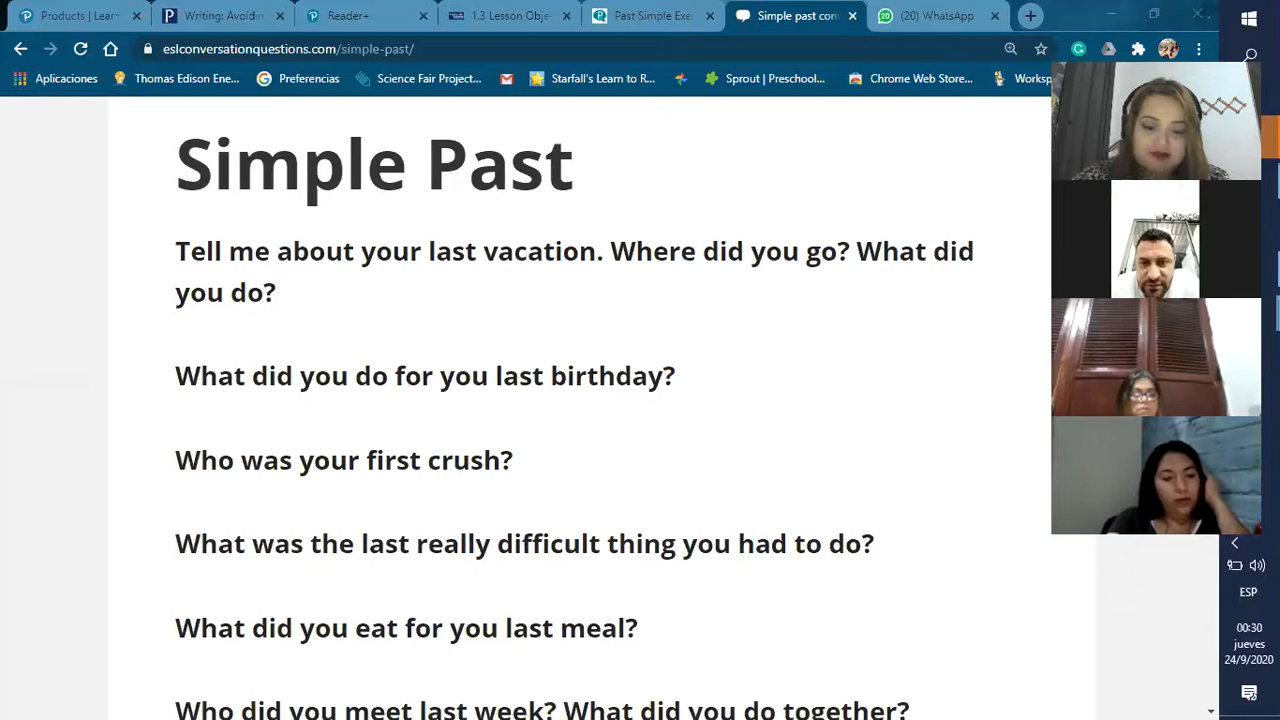 Products | Lear
Writing: Avoidin
Reader+
1.3 Lesson Obje
Past Simple Exe
Simple past con
(20) WhatsApp
eslconversationquestions.com/simple-past/
Aplicaciones
Thomas Edison Ene...
Preferencias
Science Fair Project...
Starfall's Learn to R...
Sprout | Preschool...
Chrome Web Store...
Worksp
Simple Past
Tell me about your last vacation. Where did you go? What did
you do?
What did you do for you last birthday?
Who was your first crush?
What was the last really difficult thing you had to do?
What did you eat for you last meal?
Who did you meet last week? What did you do together?
ESP
00:30
jueves
24/9/2020